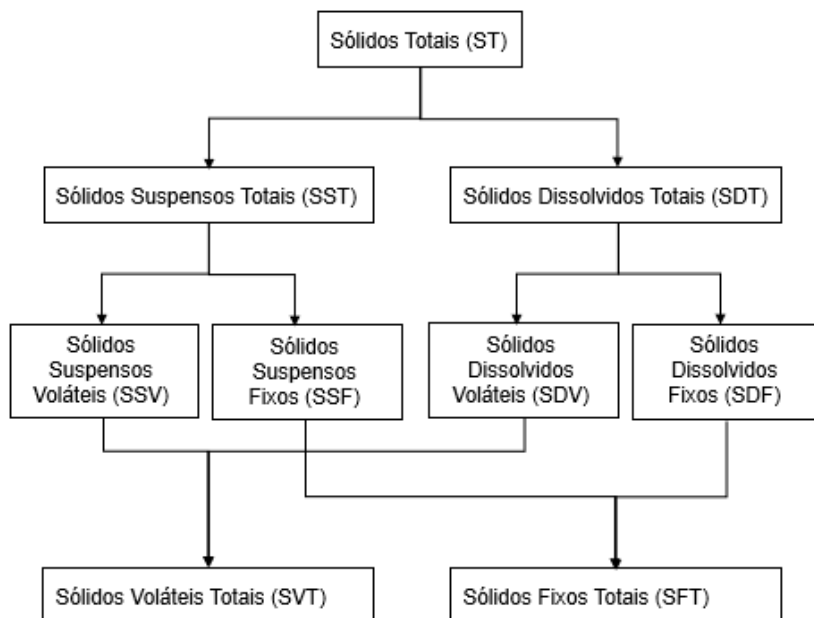 Sólidos Totais (ST)
Sólidos Suspensos Totais (SST)
Sólidos Dissolvidos Totais (SDT)
Sólidos
Suspensos
Voláteis (SSV)
Sólidos
Suspensos
Fixos (SSF)
Sólidos
Dissolvidos
Voláteis (SDV)
Sólidos
Dissolvidos
Fixos (SDF)
Sólidos Voláteis Totais (SVT)
Sólidos Fixos Totais (SFT)